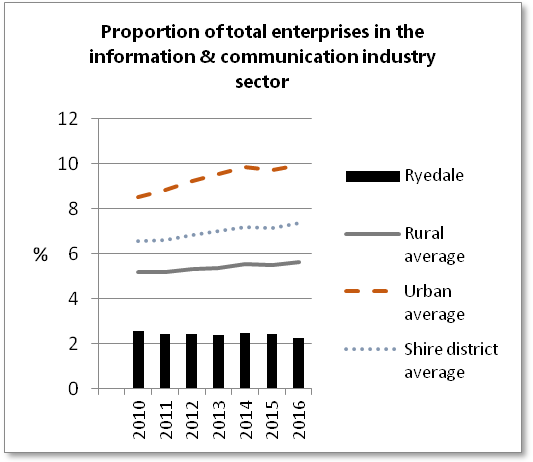 Proportion of total enterprises in the
information & communication industry
sector
12
10
8
6
4
2
0
%
2010
2011
2012
2013
2014
2015
2016
Ryedale
Rural
average
Urban
average
Shire district
average